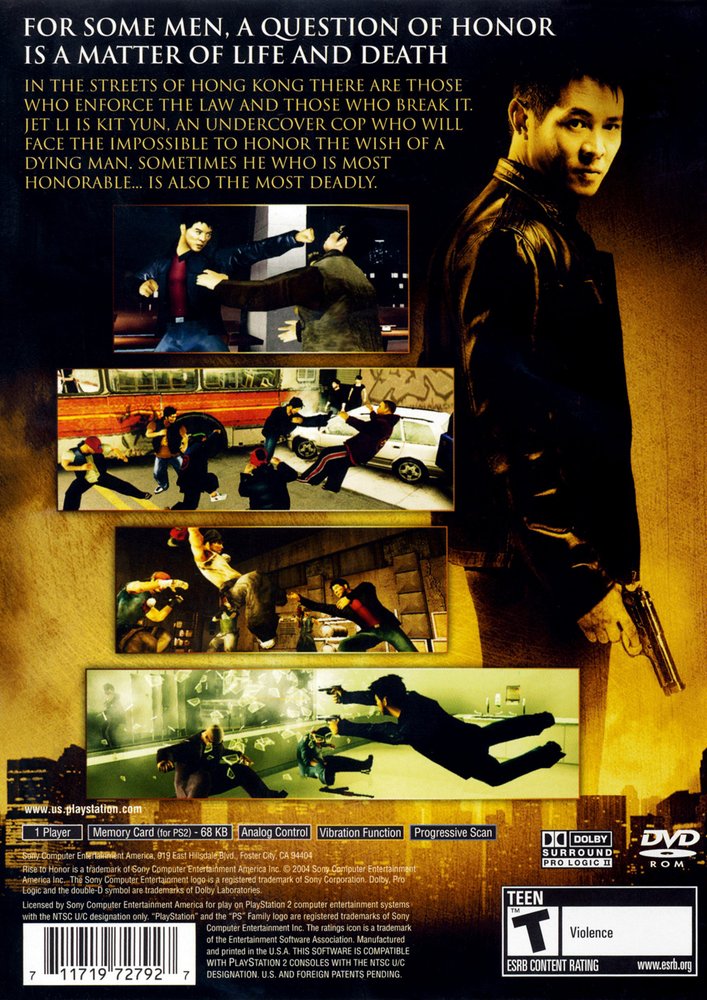 FOR SOME MEN, A QUESTION OF HONOR
IS A MATTER OF LIFE AND DEATH
IN THE STREETS OF HONG KONG THERE ARE THOSE
WHO ENFORCE THE LAW AND THOSE WHO BREAK IT.
JET LI IS KIT YUN, AN UNDERCOVER COP WHO WILL
FACE THE IMPOSSIBLE TO HONOR THE WISH OF A
DYING MAN. SOMETIMES HE WHO IS MOST
HONORABLE... IS ALSO THE MOST DEADLY.
www.us.playstation.com
1 Player
Memory Card (for PS2) - 68 KB
Analog Control
Vibration Function
Progressive Scan
Sony Computer Entertainment America, 919 East Hillsdale Blvd., Foster City, CA 94404
Rise to Honor is a trademark of Sony Computer Entertainment America Inc. © 2004 Sony Computer Entertainment
America Inc. The Sony Computer Entertainment logo is a registered trademark of Sony Corporation. Dolby, Pro
Logic and the double-D symbol are trademarks of Dolby Laboratories.
Licensed by Sony Computer Entertainment America for play on PlayStation 2 computer entertainment systems
with the NTSC U/C designation only. "PlayStation" and the "PS" Family logo are registered trademarks of Sony
Computer Entertainment Inc. The ratings icon is a trademark
of the Entertainment Software Association. Manufactured
and printed in the U.S.A. THIS SOFTWARE IS COMPATIBLE
WITH PLAYSTATION 2 CONSOLES WITH THE NTSC U/C
DESIGNATION. U.S. AND FOREIGN PATENTS PENDING.
7 11719 72792 7
DOLBY
SURROUND
PRO LOGIC II
DVD
ROM
TEEN
T
TM
Violence
ESRB CONTENT RATING www.esrb.org